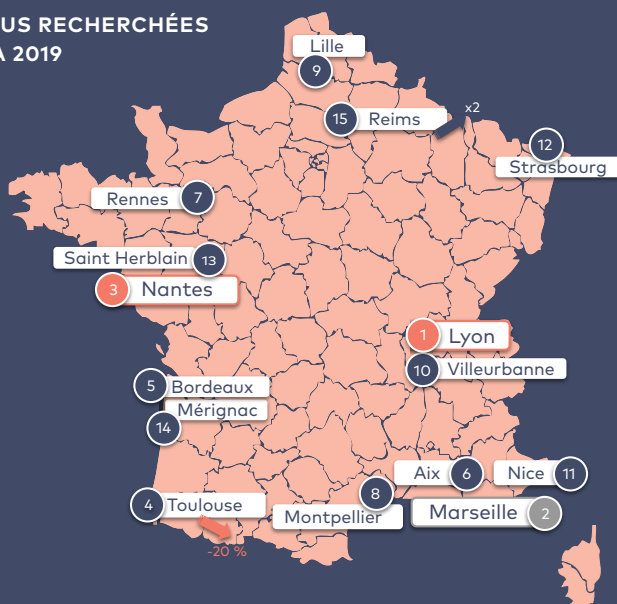 US RECHERCHÉES
À 2019
Lille
9
x2
15 Reims
12
Strasbourg
Rennes 7
Saint Herblain 13
3 Nantes
1 Lyon
10 Villeurbanne
5 Bordeaux
Mérignac
14
Aix 6
Nice 11
8
4 Toulouse
Montpellier
Marseille 2
-20 %